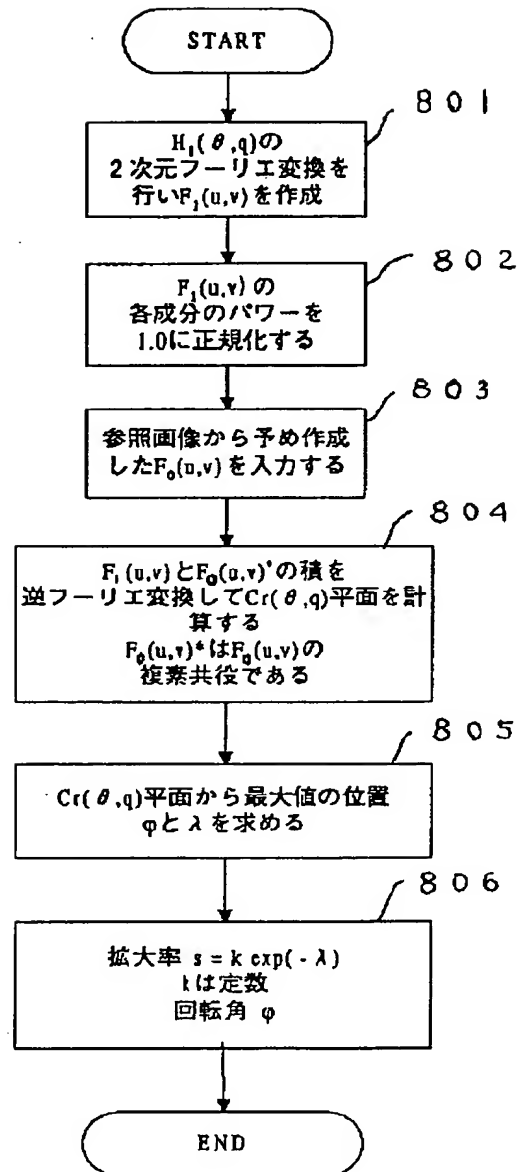 START
801
H₁(θ,q)の
2次元フーリエ変換を
行いF₁(u,v)を作成
802
F₁(u,v)の
各成分のパワーを
1.0に正規化する
803
参照画像から予め作成
したF₀(u,v)を入力する
804
F₁(u,v)とF₀(u,v)*の積を
逆フーリエ変換してCr(θ,q)平面を計
算する
F₀(u,v)*はF₀(u,v)の
複素共役である
805
Cr(θ,q)平面から最大値の位置
φとλを求める
806
拡大率 s = k exp(-λ)
kは定数
回転角 φ
END